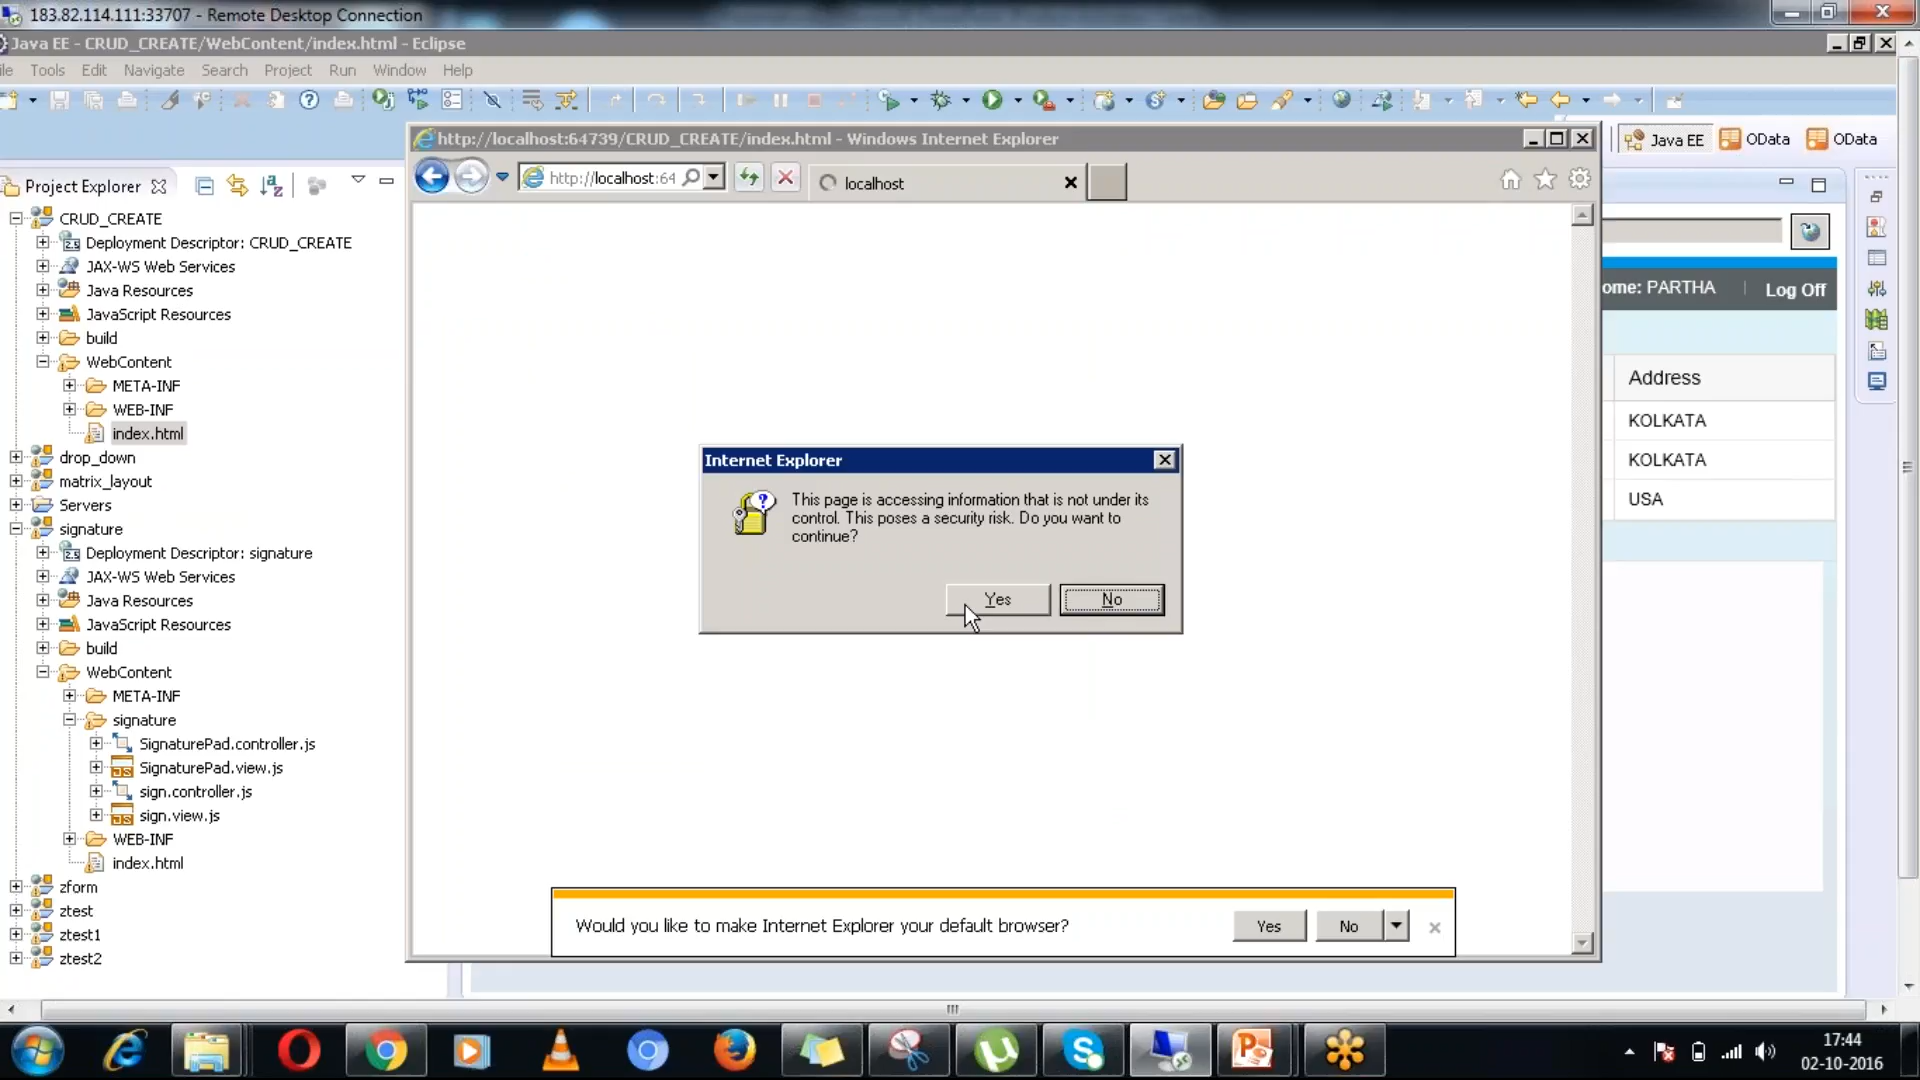 183.82.114.111:33707 - Remote Desktop Connection
Java EE - CRUD_CREATE/WebContent/index.html - Eclipse
ile Tools Edit Navigate Search Project Run Window Help
http://localhost:64739/CRUD_CREATE/index.html - Windows Internet Explorer
Java EE
OData
OData
http://localhost:64
localhost
Project Explorer
CRUD_CREATE
Deployment Descriptor: CRUD_CREATE
JAX-WS Web Services
Java Resources
JavaScript Resources
build
WebContent
META-INF
WEB-INF
index.html
drop_down
matrix_layout
Servers
signature
Deployment Descriptor: signature
JAX-WS Web Services
Java Resources
JavaScript Resources
build
WebContent
META-INF
signature
SignaturePad.controller.js
SignaturePad.view.js
sign.controller.js
sign.view.js
WEB-INF
index.html
zform
ztest
ztest1
ztest2
ome: PARTHA | Log Off
Address
KOLKATA
KOLKATA
USA
Internet Explorer
This page is accessing information that is not under its
control. This poses a security risk. Do you want to
continue?
Yes
No
Would you like to make Internet Explorer your default browser?
Yes
No
17:44
02-10-2016